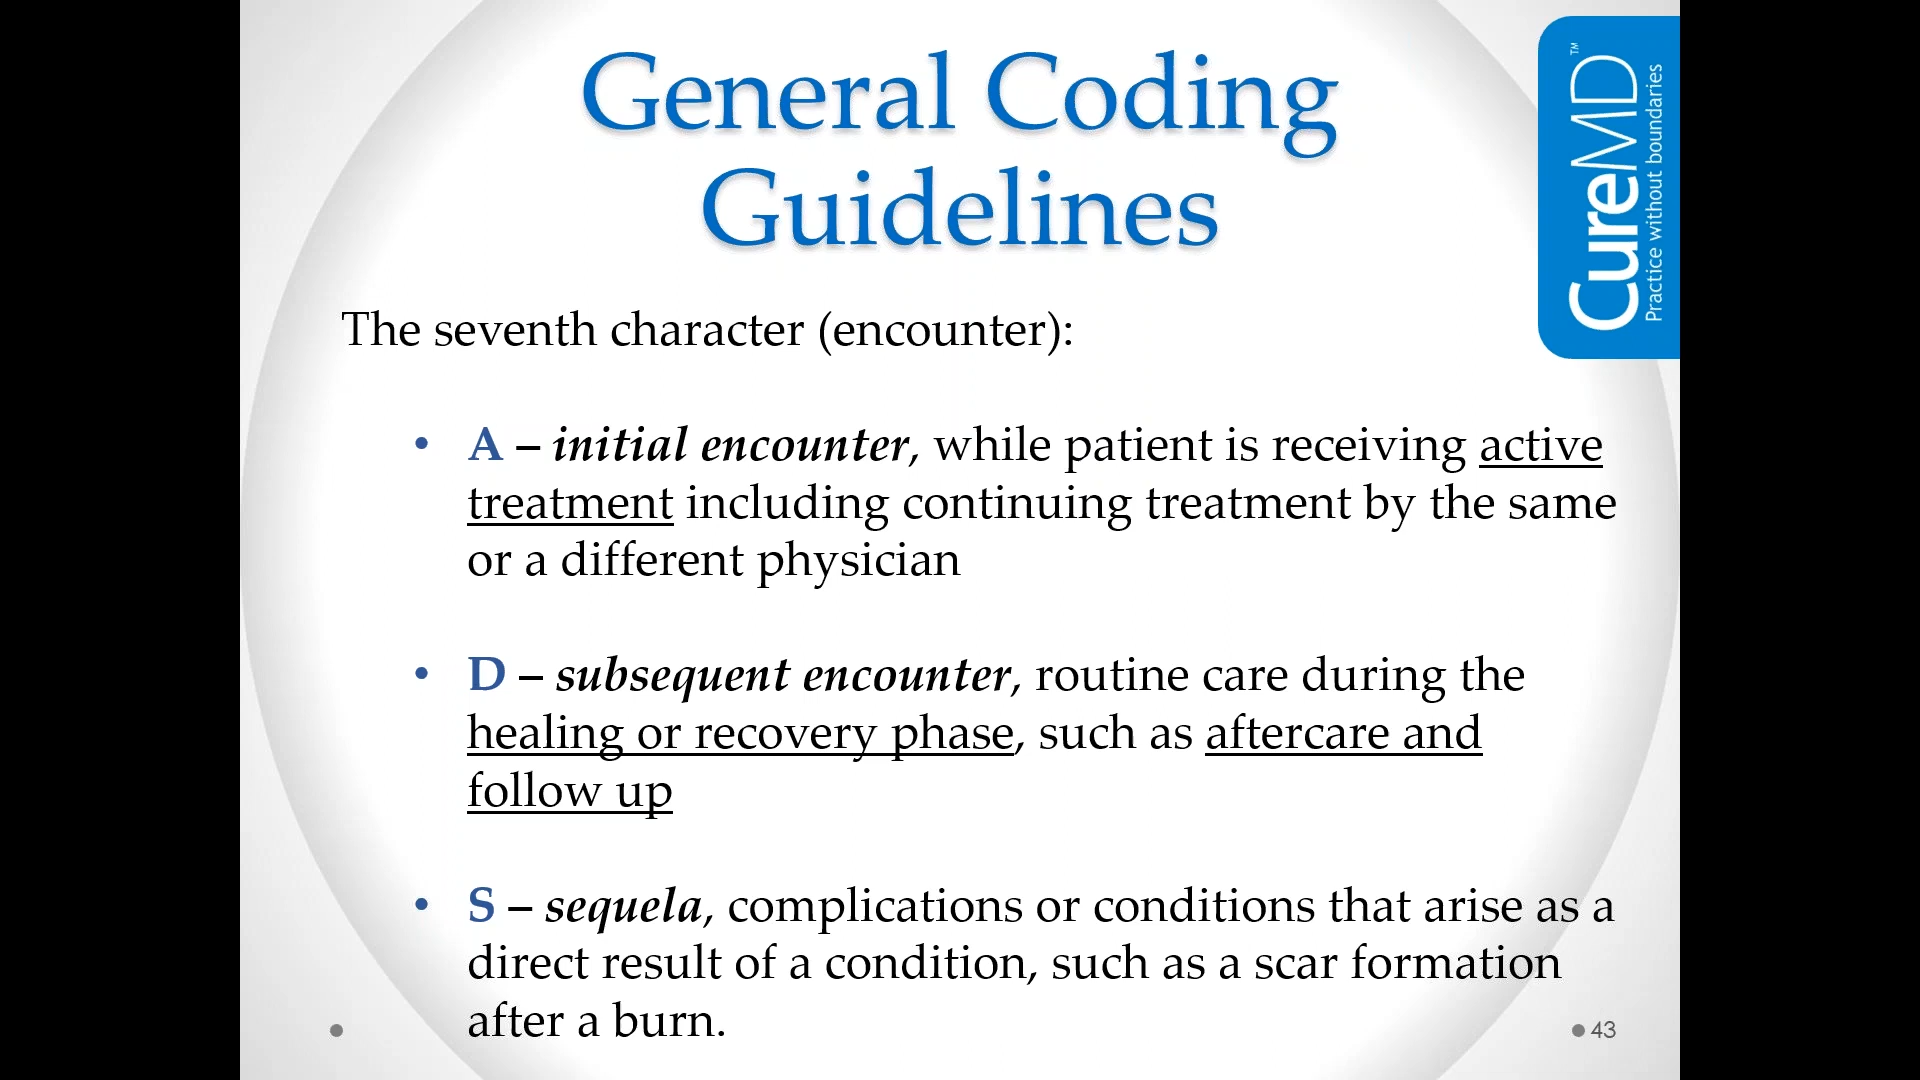 General Coding
Guidelines
CureMD™
Practice without boundaries
The seventh character (encounter):
• A – initial encounter, while patient is receiving active
treatment including continuing treatment by the same
or a different physician
• D – subsequent encounter, routine care during the
healing or recovery phase, such as aftercare and
follow up
• S – sequela, complications or conditions that arise as a
direct result of a condition, such as a scar formation
after a burn.
43